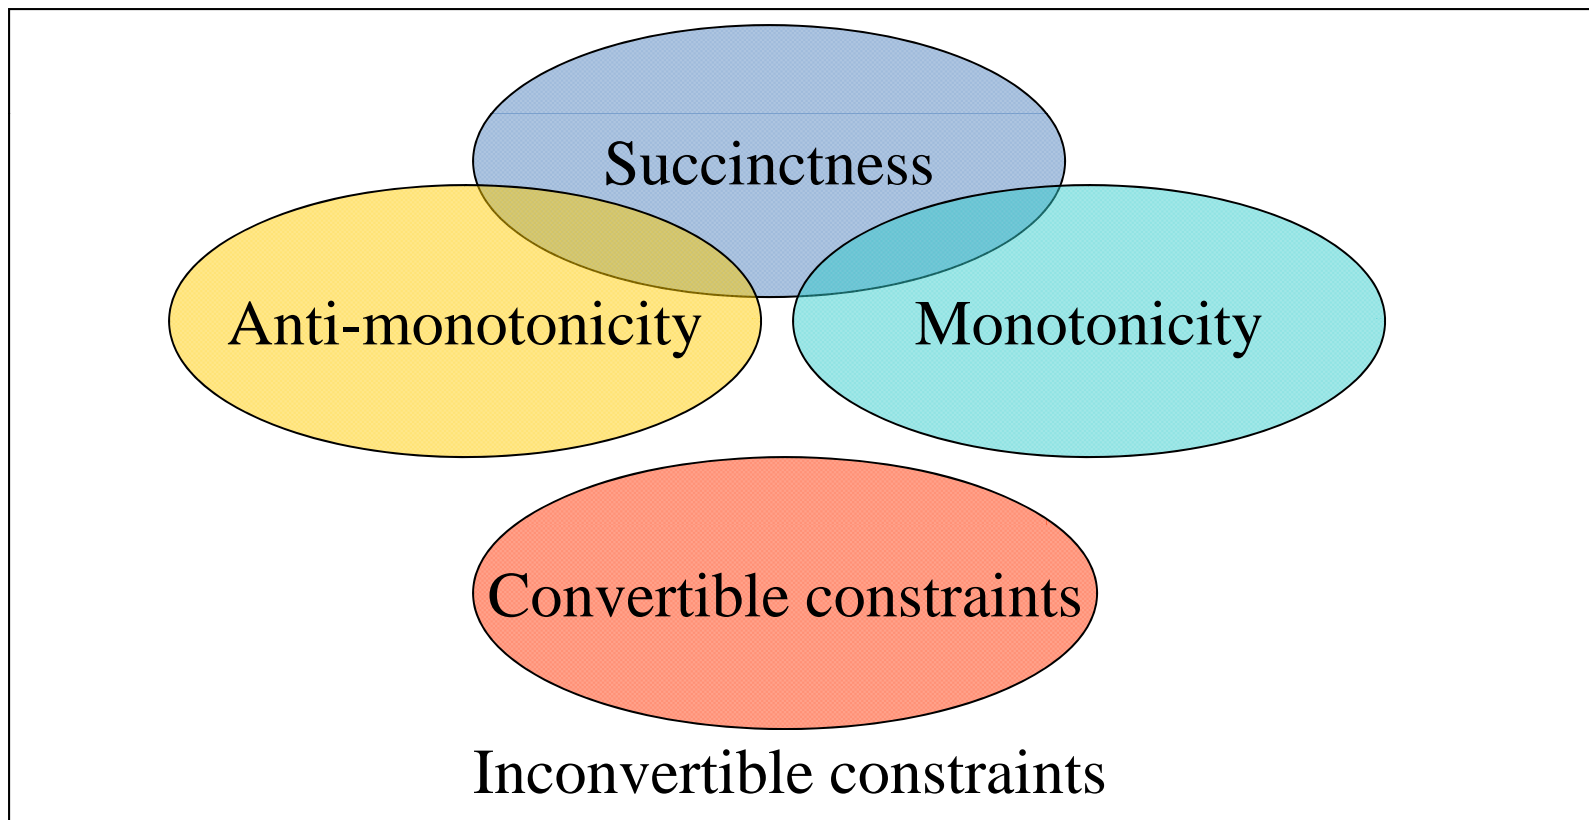 Succinctness
Anti-monotonicity
Monotonicity
Convertible constraints
Inconvertible constraints